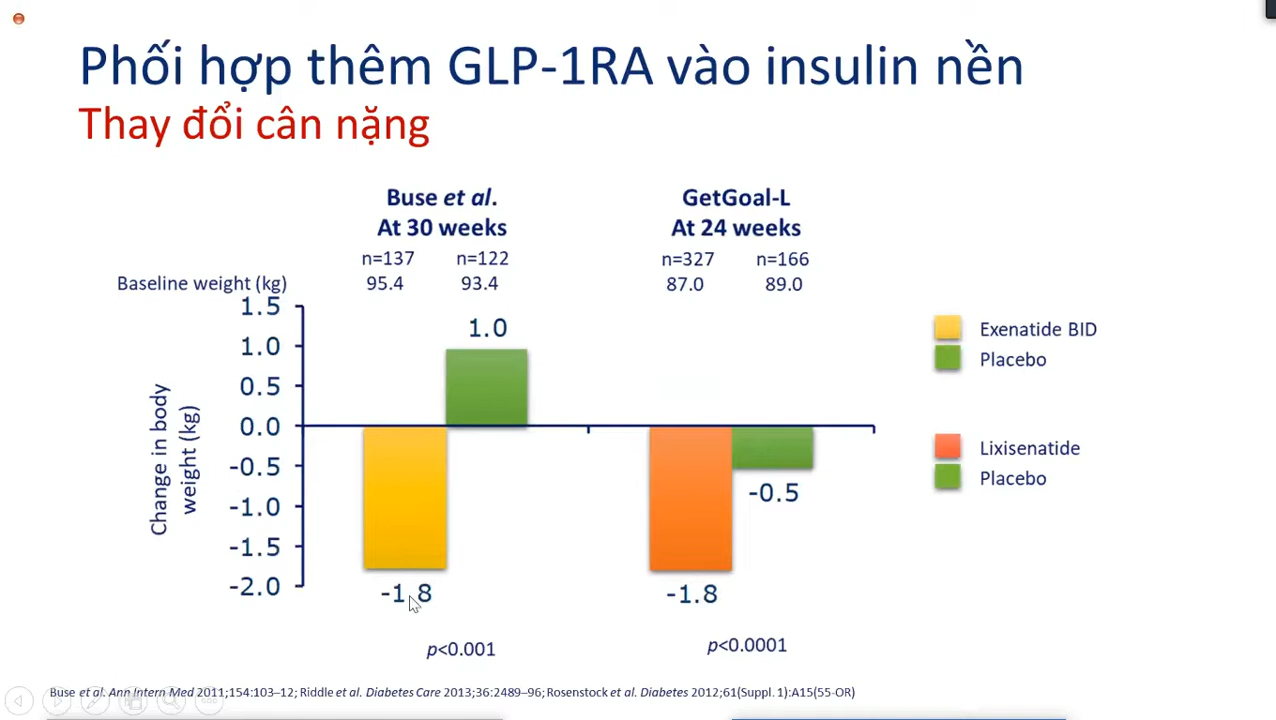 Phối hợp thêm GLP-1RA vào insulin nền
Thay đổi cân nặng
Buse et al.
At 30 weeks
GetGoal-L
At 24 weeks
n=137 n=122 n=327 n=166
Baseline weight (kg) 95.4 93.4 87.0 89.0
1.5
1.0
0.5
0.0
-0.5
-1.0
-1.5
-2.0
Change in body
weight (kg)
1.0
-1.8
-0.5
-1.8
p<0.001
p<0.0001
Exenatide BID
Placebo
Lixisenatide
Placebo
Buse et al. Ann Intern Med 2011;154:103–12; Riddle et al. Diabetes Care 2013;36:2489–96; Rosenstock et al. Diabetes 2012;61(Suppl. 1):A15(55-OR)